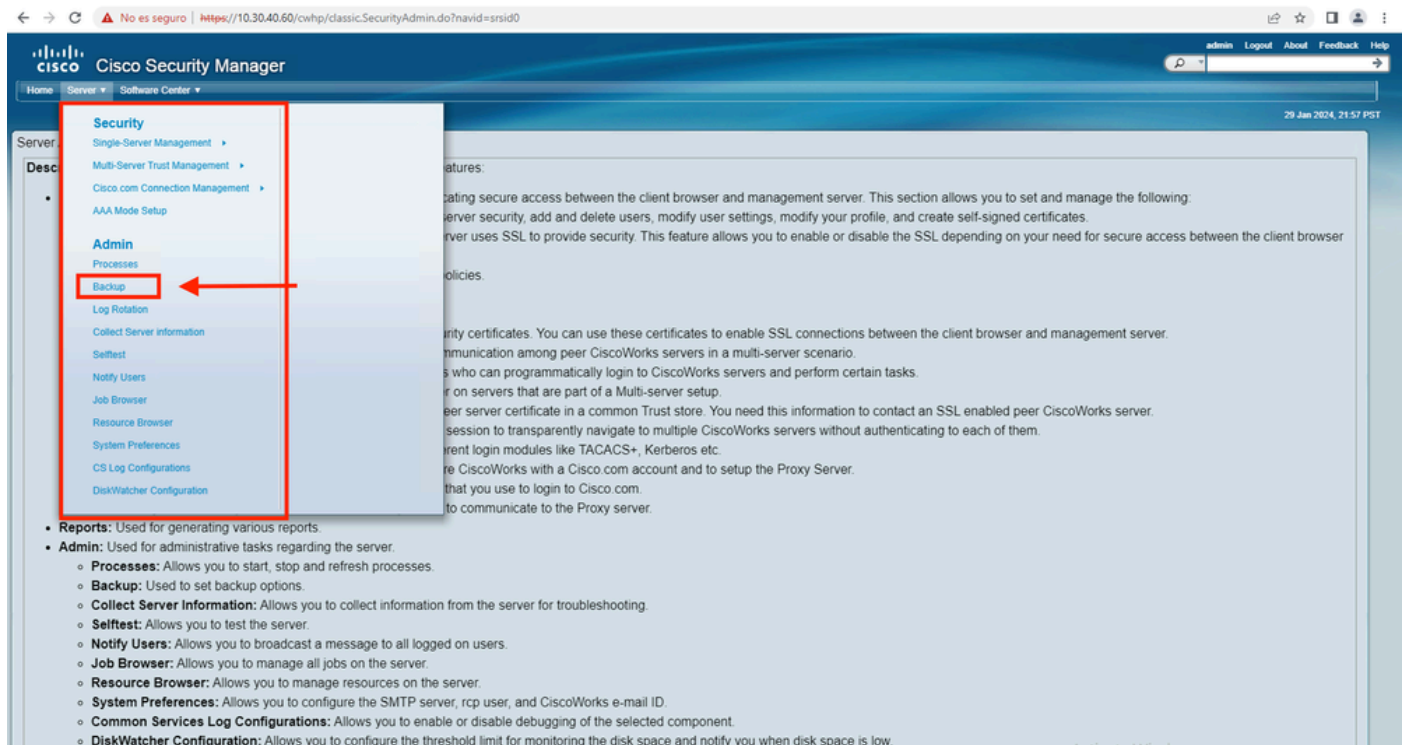 No es seguro | https://10.30.40.60/cwhp/classic.SecurityAdmin.do?navid=srsid0
cisco Cisco Security Manager
admin Logout About Feedback Help
Home Server Software Center
29 Jan 2024, 21:57 PST
Server
Security
Single-Server Management
Multi-Server Trust Management
Cisco.com Connection Management
AAA Mode Setup
Admin
Processes
Backup
Log Rotation
Collect Server information
Selftest
Notify Users
Job Browser
Resource Browser
System Preferences
CS Log Configurations
DiskWatcher Configuration
Desc
atures:
cating secure access between the client browser and management server. This section allows you to set and manage the following:
erver security, add and delete users, modify user settings, modify your profile, and create self-signed certificates.
rver uses SSL to provide security. This feature allows you to enable or disable the SSL depending on your need for secure access between the client browser
olicies.
rity certificates. You can use these certificates to enable SSL connections between the client browser and management server.
mmunication among peer CiscoWorks servers in a multi-server scenario.
s who can programmatically login to CiscoWorks servers and perform certain tasks.
r on servers that are part of a Multi-server setup.
eer server certificate in a common Trust store. You need this information to contact an SSL enabled peer CiscoWorks server.
session to transparently navigate to multiple CiscoWorks servers without authenticating to each of them.
erent login modules like TACACS+, Kerberos etc.
re CiscoWorks with a Cisco.com account and to setup the Proxy Server.
that you use to login to Cisco.com.
to communicate to the Proxy server.
• Reports: Used for generating various reports.
• Admin: Used for administrative tasks regarding the server.
◦ Processes: Allows you to start, stop and refresh processes.
◦ Backup: Used to set backup options.
◦ Collect Server Information: Allows you to collect information from the server for troubleshooting.
◦ Selftest: Allows you to test the server.
◦ Notify Users: Allows you to broadcast a message to all logged on users.
◦ Job Browser: Allows you to manage all jobs on the server.
◦ Resource Browser: Allows you to manage resources on the server.
◦ System Preferences: Allows you to configure the SMTP server, rcp user, and CiscoWorks e-mail ID.
◦ Common Services Log Configurations: Allows you to enable or disable debugging of the selected component.
◦ DiskWatcher Configuration: Allows you to configure the threshold limit for monitoring the disk space and notify you when disk space is low.